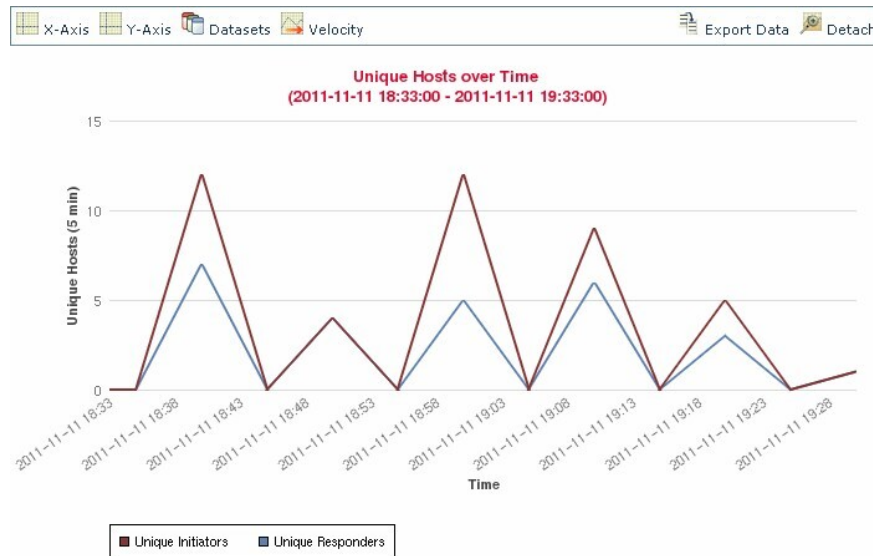 X-Axis Y-Axis Datasets Velocity Export Data Detach
Unique Hosts over Time
(2011-11-11 18:33:00 - 2011-11-11 19:33:00)
Unique Hosts (5 min)
15
10
5
0
2011-11-11 18:33
2011-11-11 18:38
2011-11-11 18:43
2011-11-11 18:48
2011-11-11 18:53
2011-11-11 18:58
2011-11-11 19:03
2011-11-11 19:08
2011-11-11 19:13
2011-11-11 19:18
2011-11-11 19:23
2011-11-11 19:28
Time
Unique Initiators Unique Responders